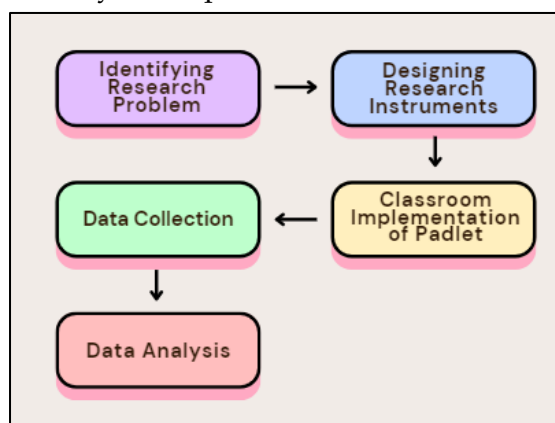 Identifying
Research
Problem
Designing
Research
Instruments
Classroom
Implementation
of Padlet
Data Collection
Data Analysis